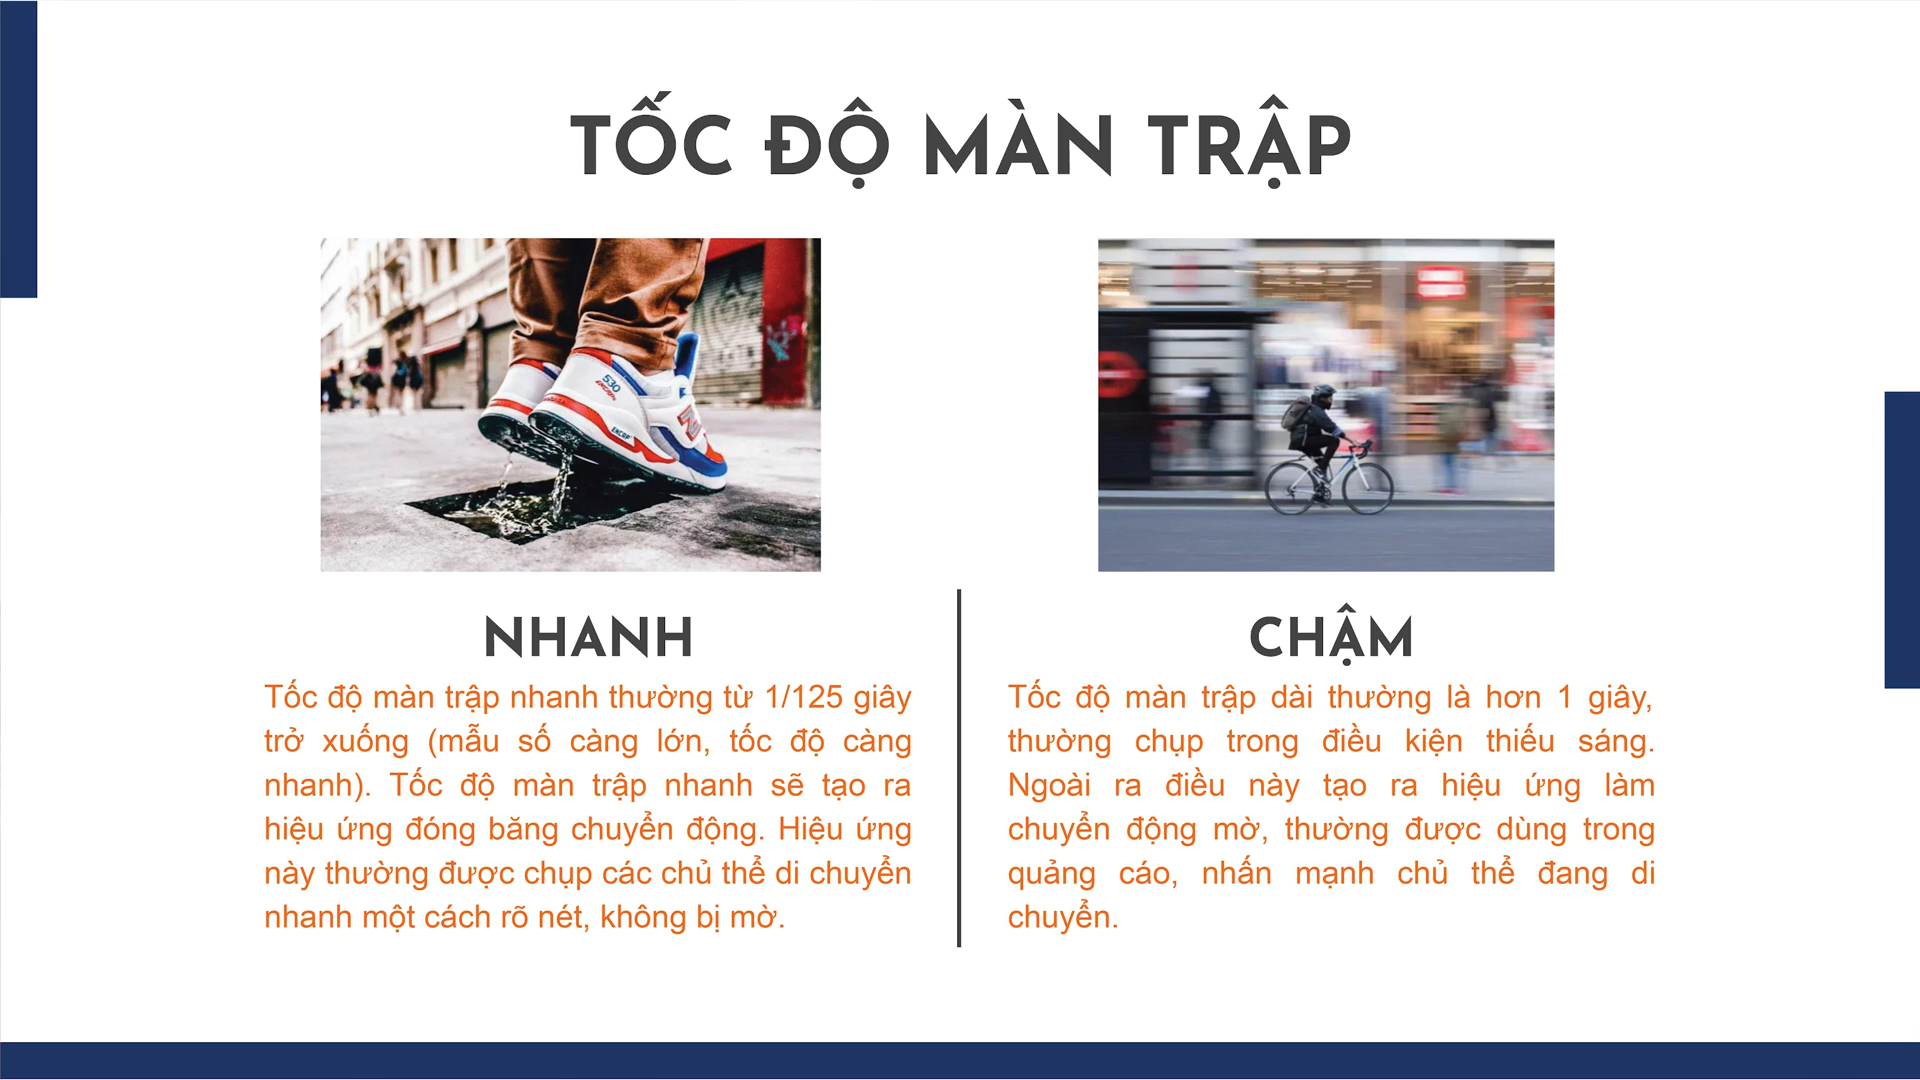 TỐC ĐỘ MÀN TRẬP
530
ENCAP
ENCAP
N
NHANH
Tốc độ màn trập nhanh thường từ 1/125 giây
trở xuống (mẫu số càng lớn, tốc độ càng
nhanh). Tốc độ màn trập nhanh sẽ tạo ra
hiệu ứng đóng băng chuyển động. Hiệu ứng
này thường được chụp các chủ thể di chuyển
nhanh một cách rõ nét, không bị mờ.
CHẬM
Tốc độ màn trập dài thường là hơn 1 giây,
thường chụp trong điều kiện thiếu sáng.
Ngoài ra điều này tạo ra hiệu ứng làm
chuyển động mờ, thường được dùng trong
quảng cáo, nhấn mạnh chủ thể đang di
chuyển.